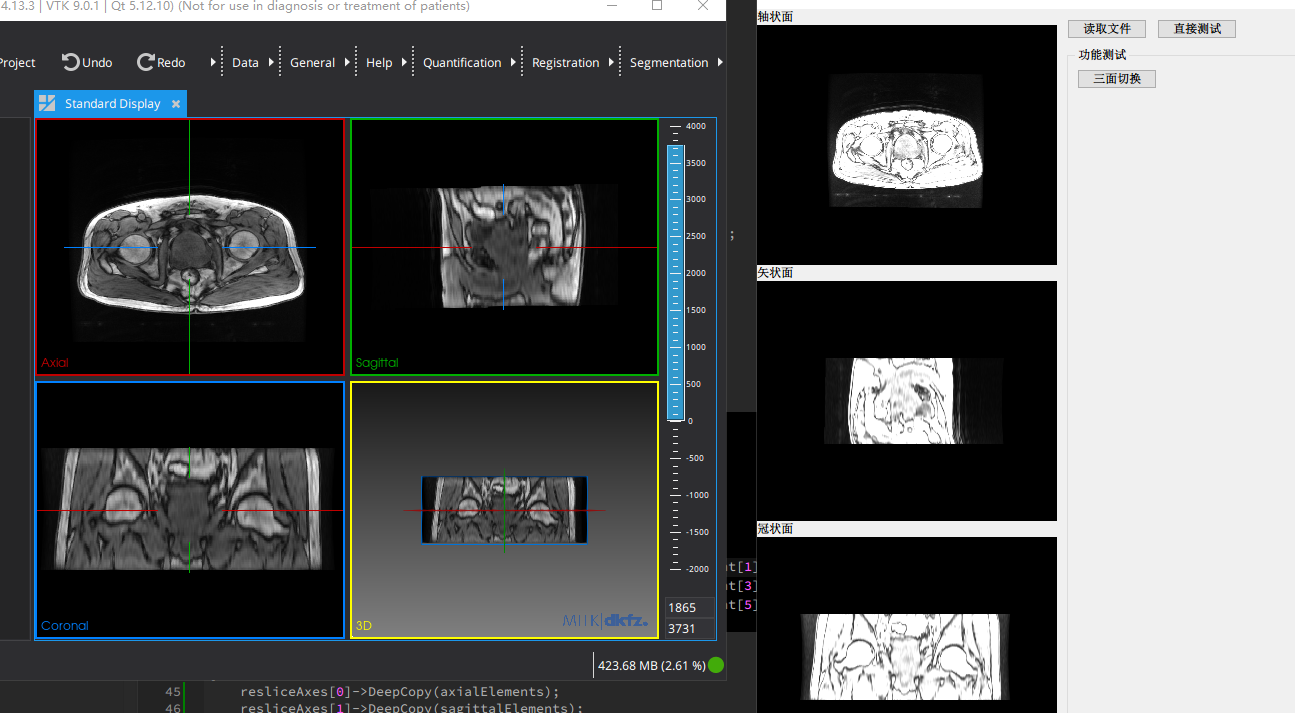 4.13.3 | VTK 9.0.1 | Qt 5.12.10) (Not for use in diagnosis or treatment of patients)
Project Undo Redo Data General Help Quantification Registration Segmentation
Standard Display
Axial
Sagittal
Coronal
3D
MITK dkfz.
4000
3500
3000
2500
2000
1500
1000
500
0
-500
-1000
-1500
-2000
1865
3731
423.68 MB (2.61 %)
;
nt[1]
nt[3]
nt[5]
45 resliceAxes[0]->DeepCopy(axialElements);
46 resliceAxes[1]->DeepCopy(sagittalElements);
轴状面
矢状面
冠状面
读取文件 直接测试
功能测试
三面切换